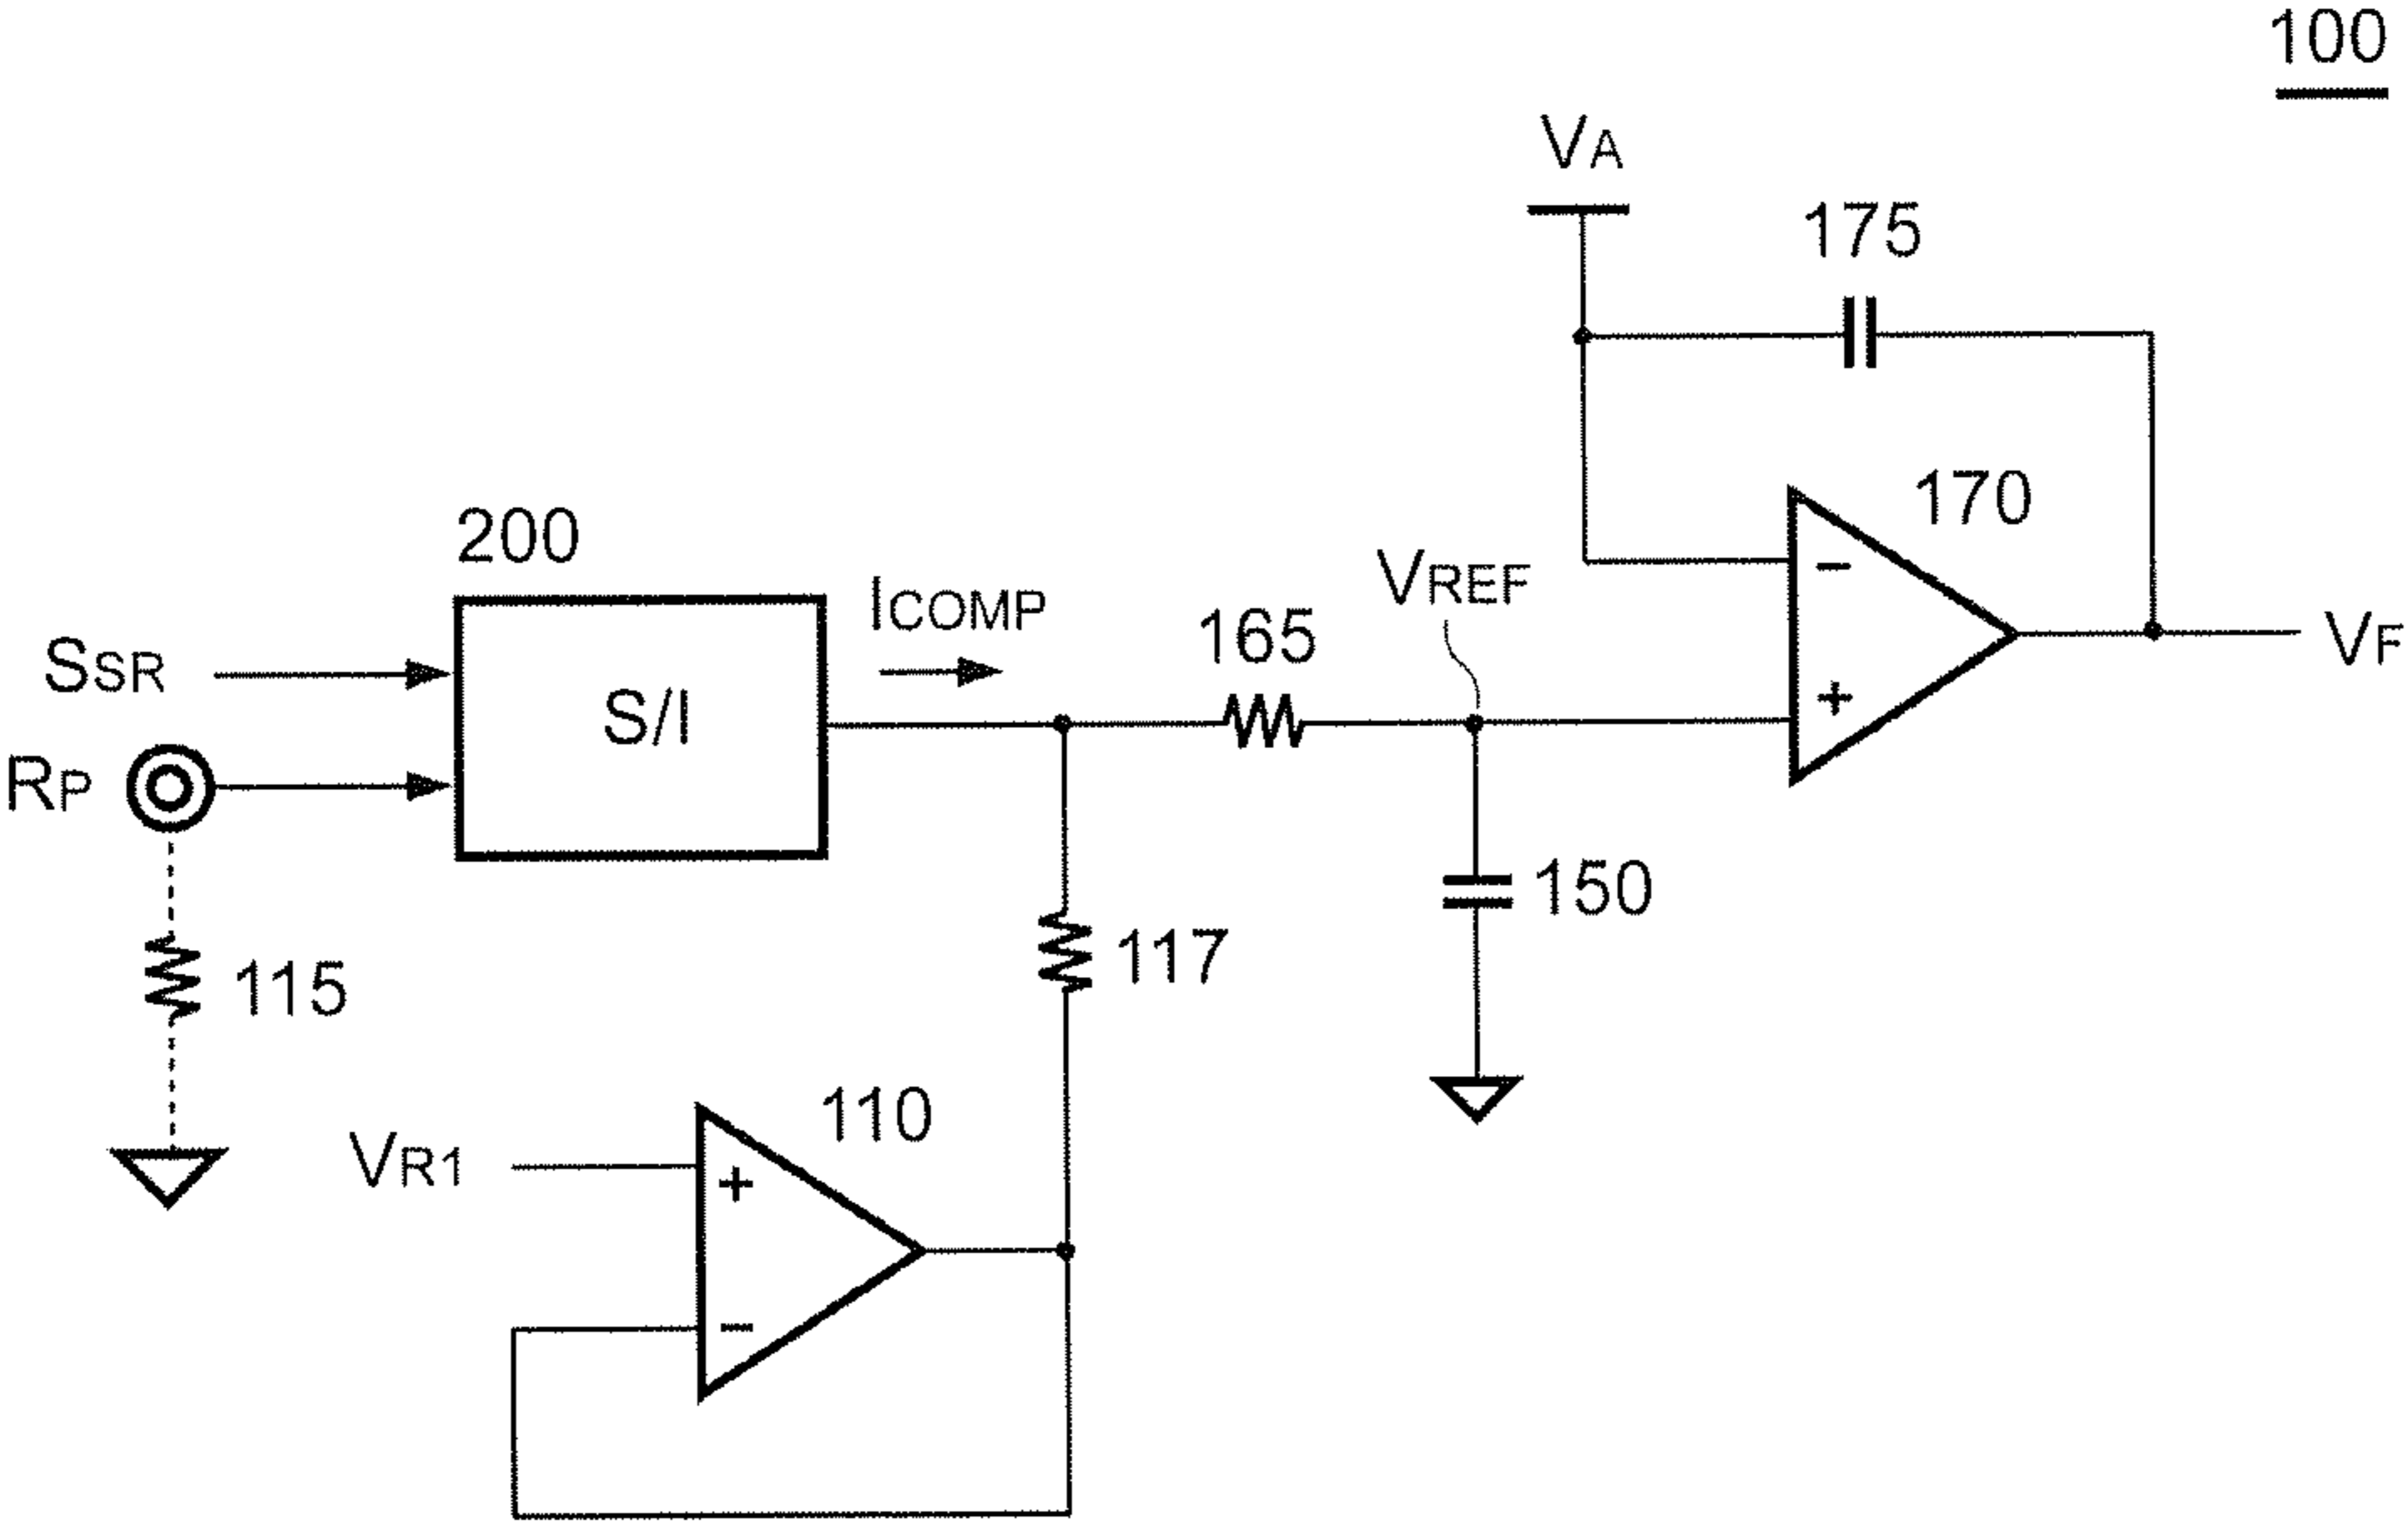 100
VA
175
170
200
ICOMP
VREF
165
SSR
S/I
VF
RP
150
117
115
110
VR1
+
-
-
+